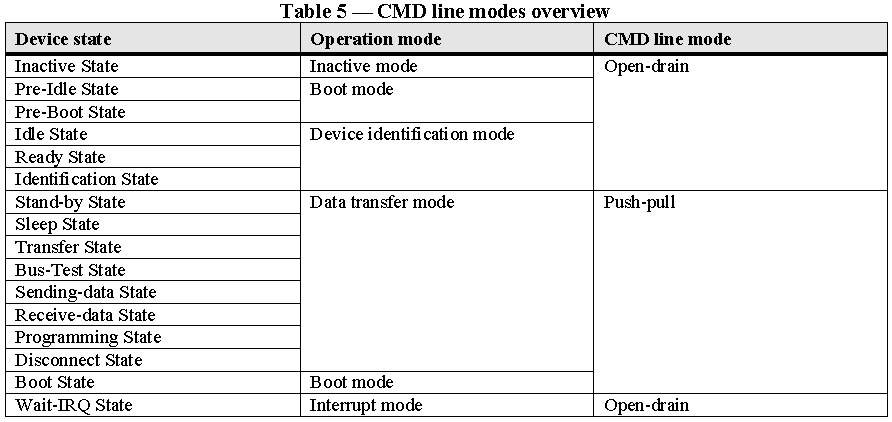 Table 5 — CMD line modes overview
Device state Operation mode CMD line mode
Inactive State Inactive mode Open-drain
Pre-Idle State Boot mode
Pre-Boot State
Idle State Device identification mode
Ready State
Identification State
Stand-by State Data transfer mode Push-pull
Sleep State
Transfer State
Bus-Test State
Sending-data State
Receive-data State
Programming State
Disconnect State
Boot State Boot mode
Wait-IRQ State Interrupt mode Open-drain